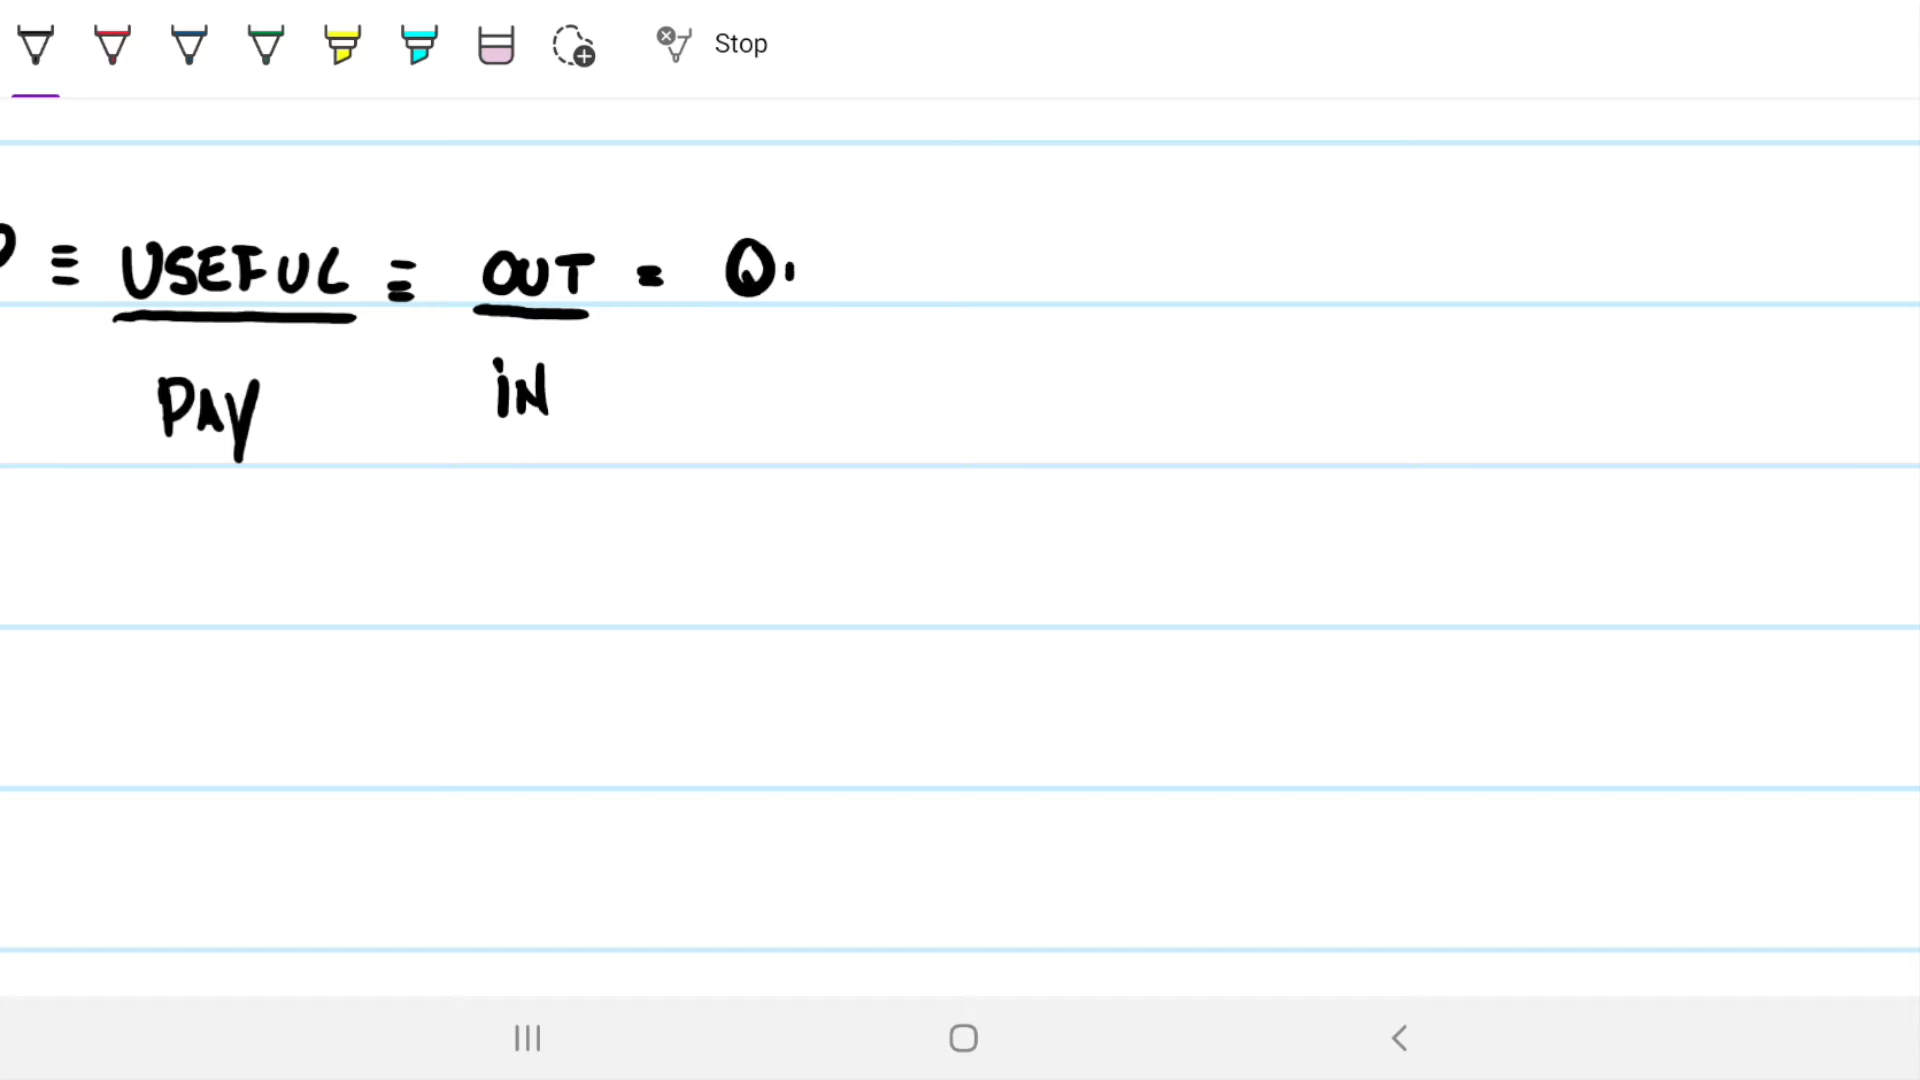 Stop
≡ USEFUL ≡ OUT = Q
PAY IN